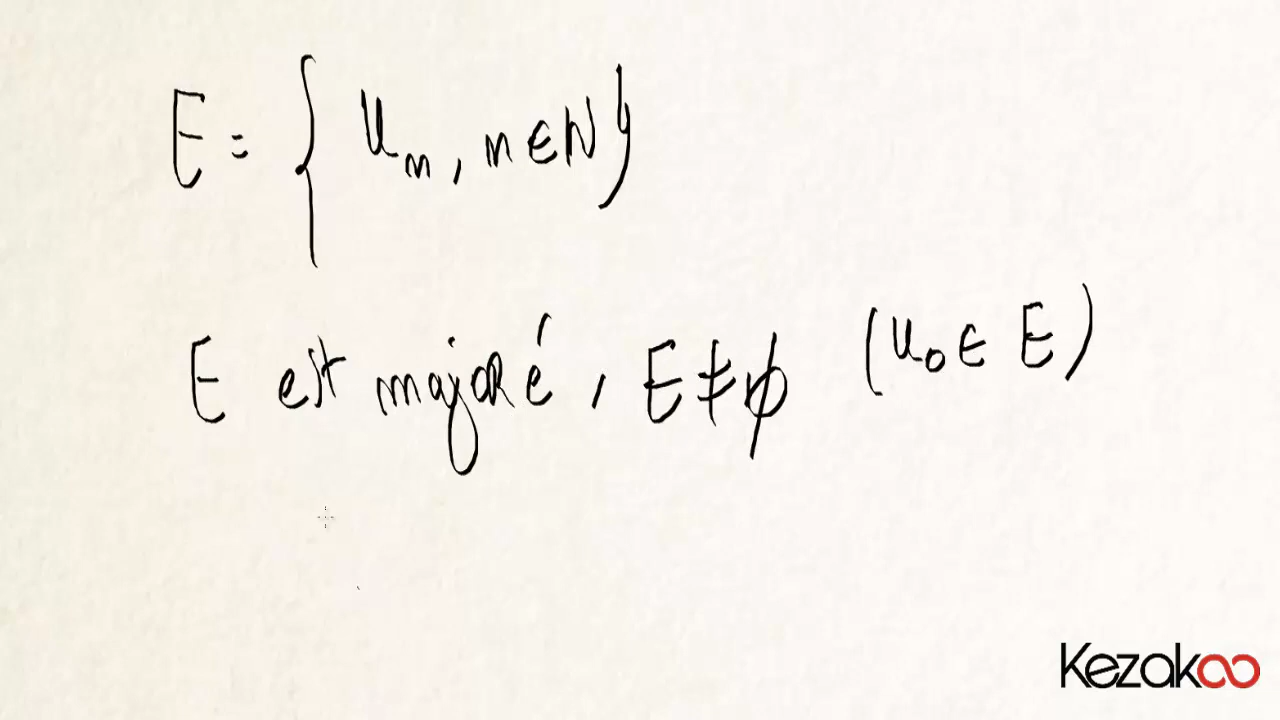 E = { Un, n ∈ N }
E est majoré, E ≠ ∅ (u₀ ∈ E)
Kezakoo